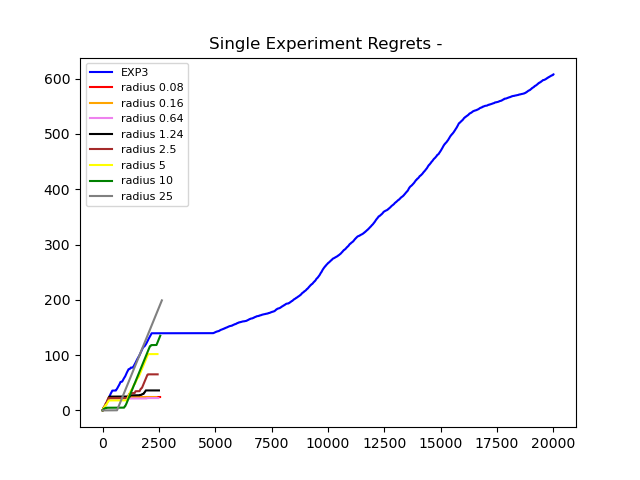 Single Experiment Regrets -
EXP3
radius 0.08
radius 0.16
radius 0.64
radius 1.24
radius 2.5
radius 5
radius 10
radius 25
600
500
400
300
200
100
0
0 2500 5000 7500 10000 12500 15000 17500 20000